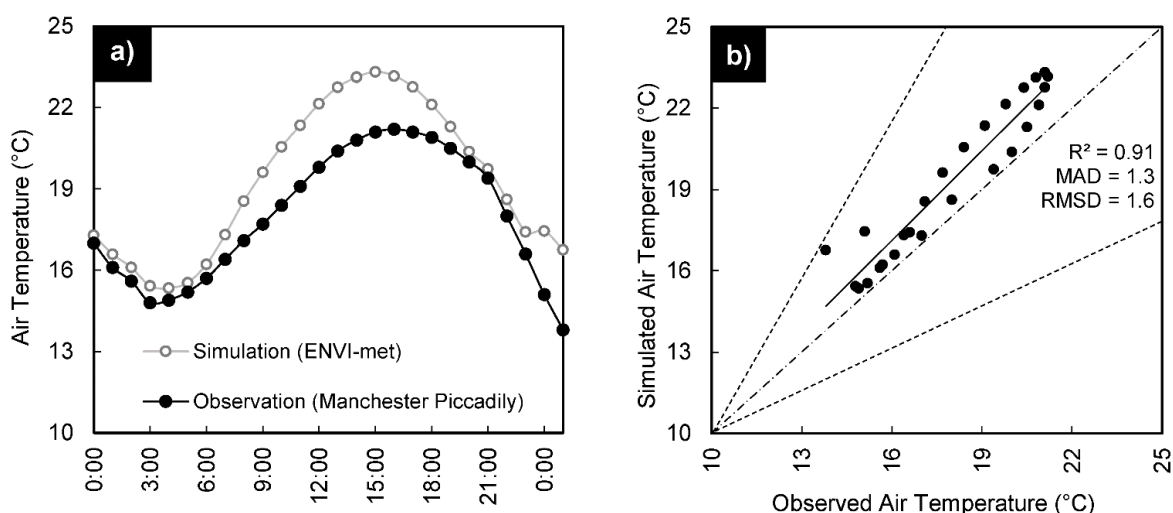 a)
Air Temperature (°C)
25
22
19
16
13
10
Simulation (ENVI-met)
Observation (Manchester Piccadily)
0:00
3:00
6:00
9:00
12:00
15:00
18:00
21:00
0:00
b)
Simulated Air Temperature (°C)
25
22
19
16
13
10
R² = 0.91
MAD = 1.3
RMSD = 1.6
10
13
16
19
22
25
Observed Air Temperature (°C)